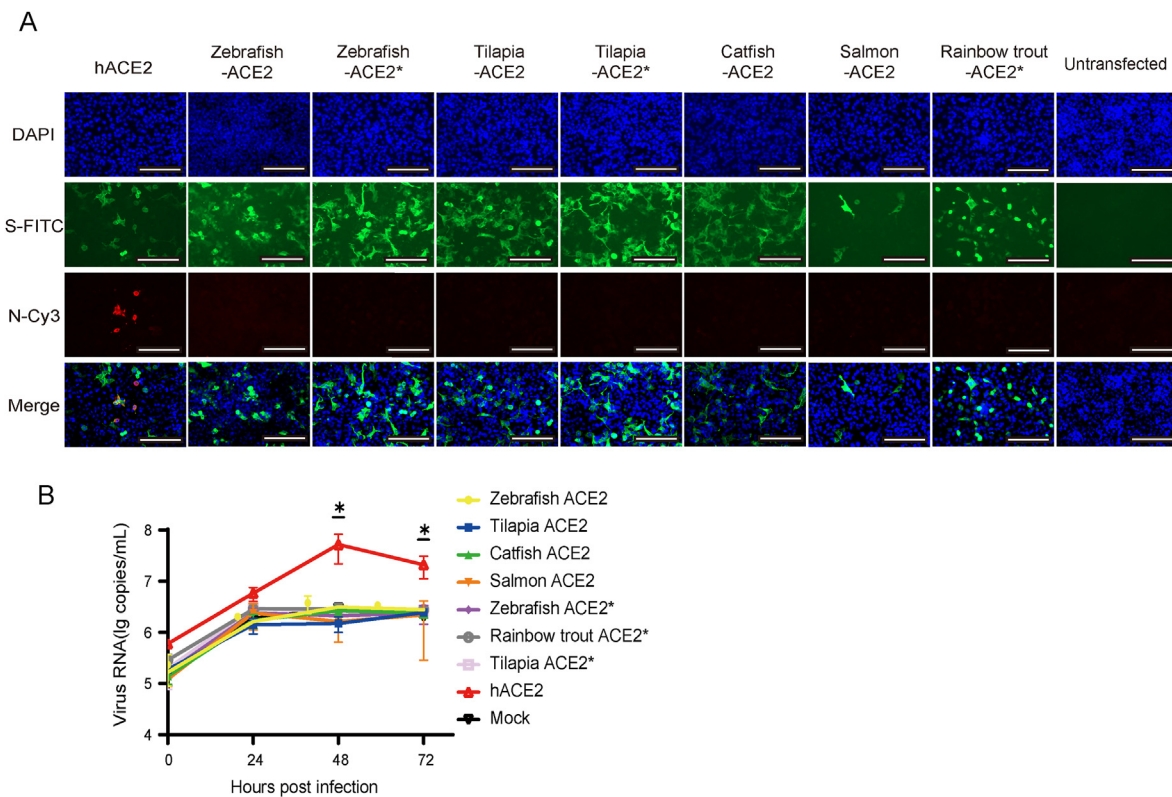 A
hACE2
Zebrafish
-ACE2
Zebrafish
-ACE2*
Tilapia
-ACE2
Tilapia
-ACE2*
Catfish
-ACE2
Salmon
-ACE2
Rainbow trout
-ACE2*
Untransfected
DAPI
S-FITC
N-Cy3
Merge
B
Virus RNA(lg copies/mL)
8
7
6
5
4
0
24
48
72
Hours post infection
*
*
Zebrafish ACE2
Tilapia ACE2
Catfish ACE2
Salmon ACE2
Zebrafish ACE2*
Rainbow trout ACE2*
Tilapia ACE2*
hACE2
Mock